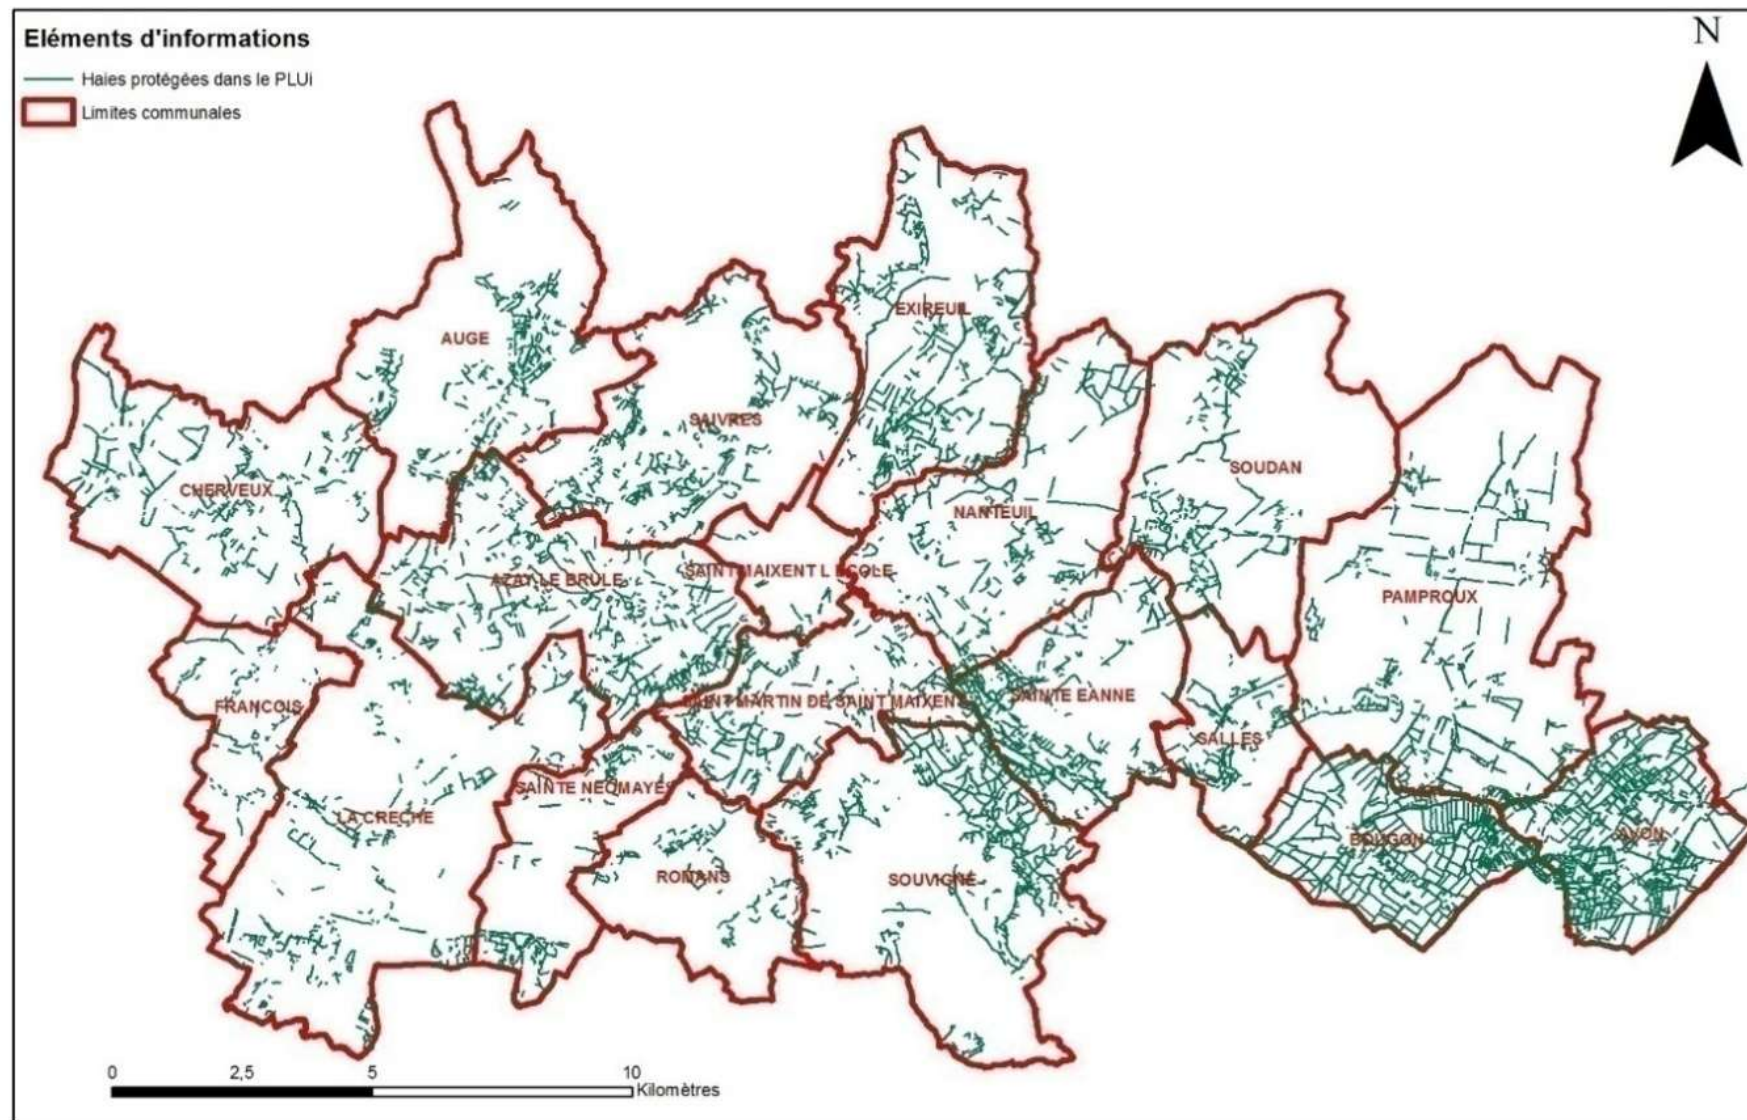 Eléments d'informations
N
Haies protégées dans le PLUi
Limites communales
EXIREUIL
AUGE
SAIVRES
SOUDAN
CHERVEUX
NANTEUIL
SAINT MAIXENT L ECOLE
AZAY LE BRULE
PAMPROUX
SAINTE EANNE
SAINT MARTIN DE SAINT MAIXENT
FRANCOIS
SALLES
SAINTE NEOMAYE
LA CRECHE
AVON
BOUGON
ROMANS
SOUVIGNE
0 2,5 5 10
Kilomètres